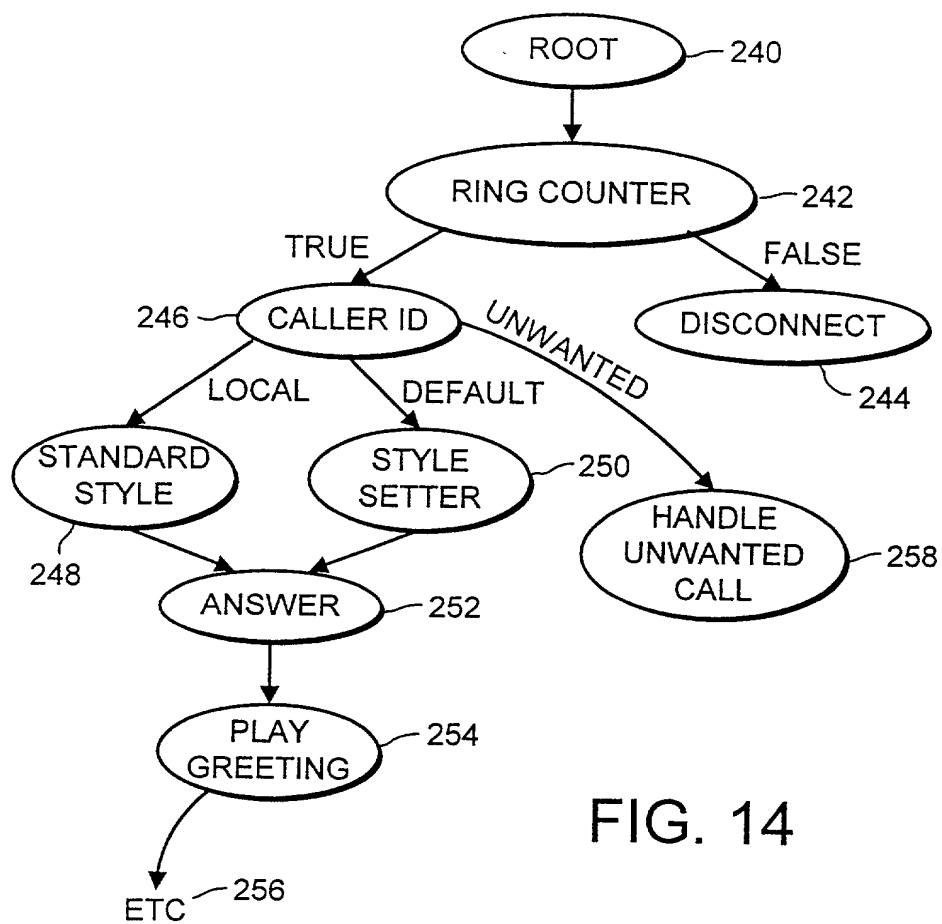 ROOT
240
RING COUNTER
242
TRUE
FALSE
246
CALLER ID
UNWANTED
DISCONNECT
244
LOCAL
DEFAULT
STANDARD
STYLE
248
STYLE
SETTER
250
HANDLE
UNWANTED
CALL
258
ANSWER
252
PLAY
GREETING
254
FIG. 14
ETC
256